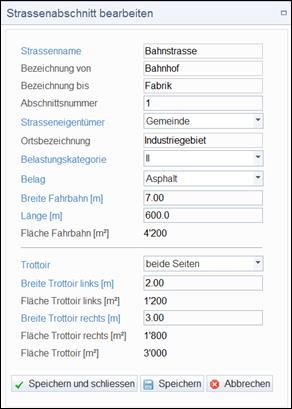 Strassenabschnitt bearbeiten
Strassenname Bahnstrasse
Bezeichnung von Bahnhof
Bezeichnung bis Fabrik
Abschnittsnummer 1
Strasseneigentümer Gemeinde
Ortsbezeichnung Industriegebiet
Belastungskategorie II
Belag Asphalt
Breite Fahrbahn [m] 7.00
Länge [m] 600.0
Fläche Fahrbahn [m²] 4'200
Trottoir beide Seiten
Breite Trottoir links [m] 2.00
Fläche Trottoir links [m²] 1'200
Breite Trottoir rechts [m] 3.00
Fläche Trottoir rechts [m²] 1'800
Fläche Trottoir [m²] 3'000
Speichern und schliessen Speichern Abbrechen